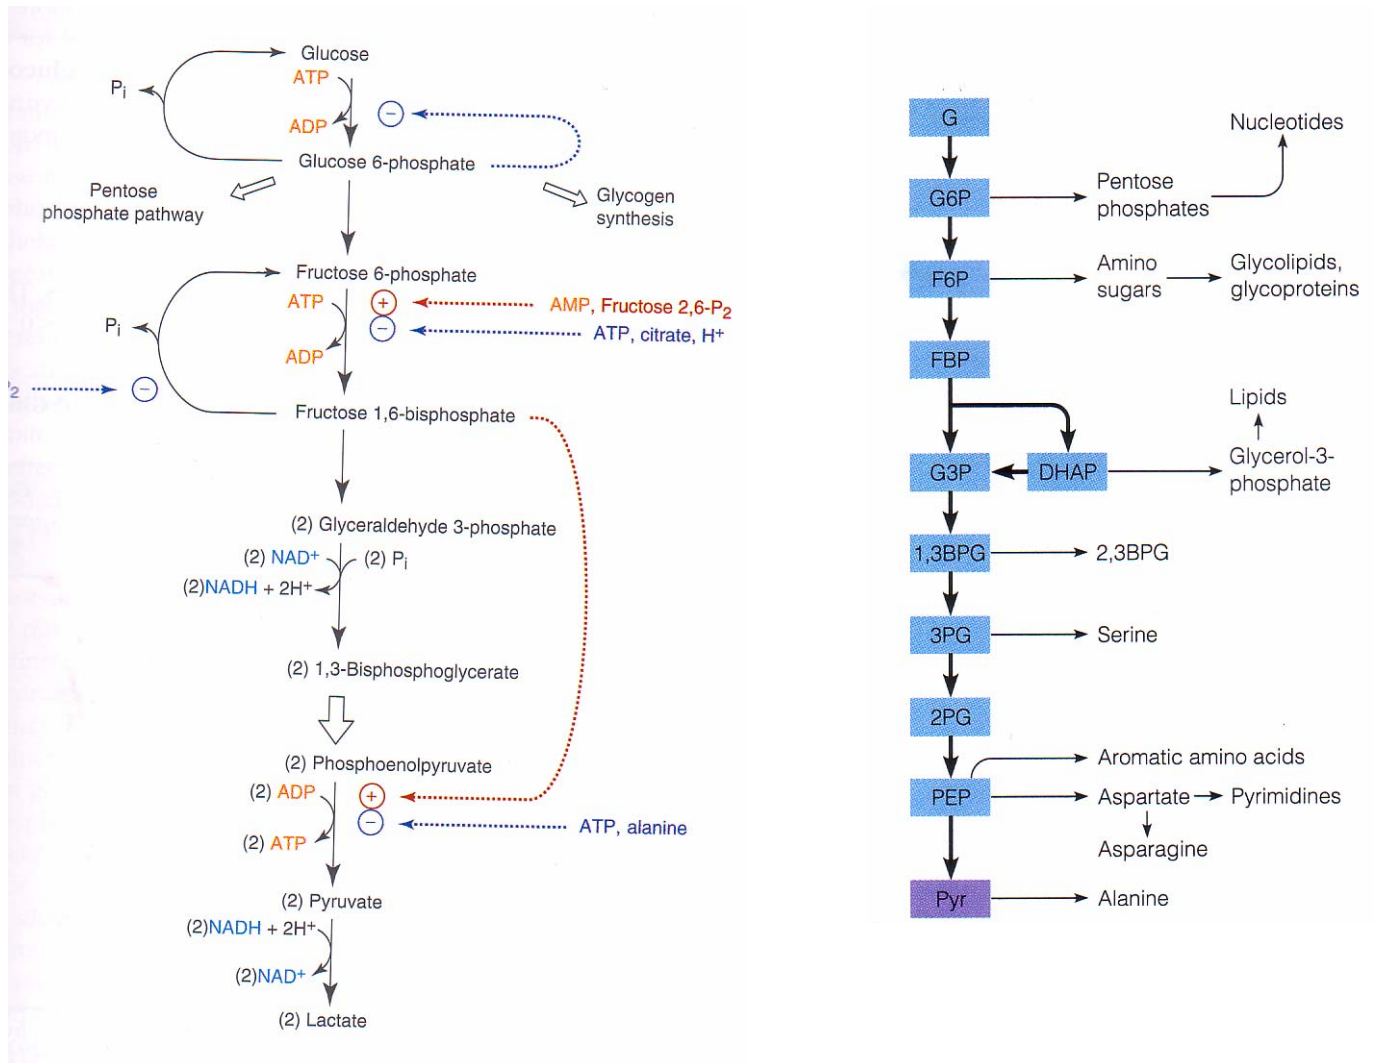 Glucose
ATP
Pi
ADP
−
Glucose 6-phosphate
Pentose
phosphate pathway
Glycogen
synthesis
Fructose 6-phosphate
ATP
+
AMP, Fructose 2,6-P2
Pi
−
ATP, citrate, H+
ADP
2
−
Fructose 1,6-bisphosphate
(2) Glyceraldehyde 3-phosphate
(2) NAD+
(2) Pi
(2)NADH + 2H+
(2) 1,3-Bisphosphoglycerate
(2) Phosphoenolpyruvate
(2) ADP
+
−
ATP, alanine
(2) ATP
(2) Pyruvate
(2)NADH + 2H+
(2)NAD+
(2) Lactate
G
Nucleotides
G6P
Pentose
phosphates
F6P
Amino
sugars
Glycolipids,
glycoproteins
FBP
Lipids
G3P
DHAP
Glycerol-3-
phosphate
1,3BPG
2,3BPG
3PG
Serine
2PG
Aromatic amino acids
PEP
Aspartate
Pyrimidines
Asparagine
Pyr
Alanine